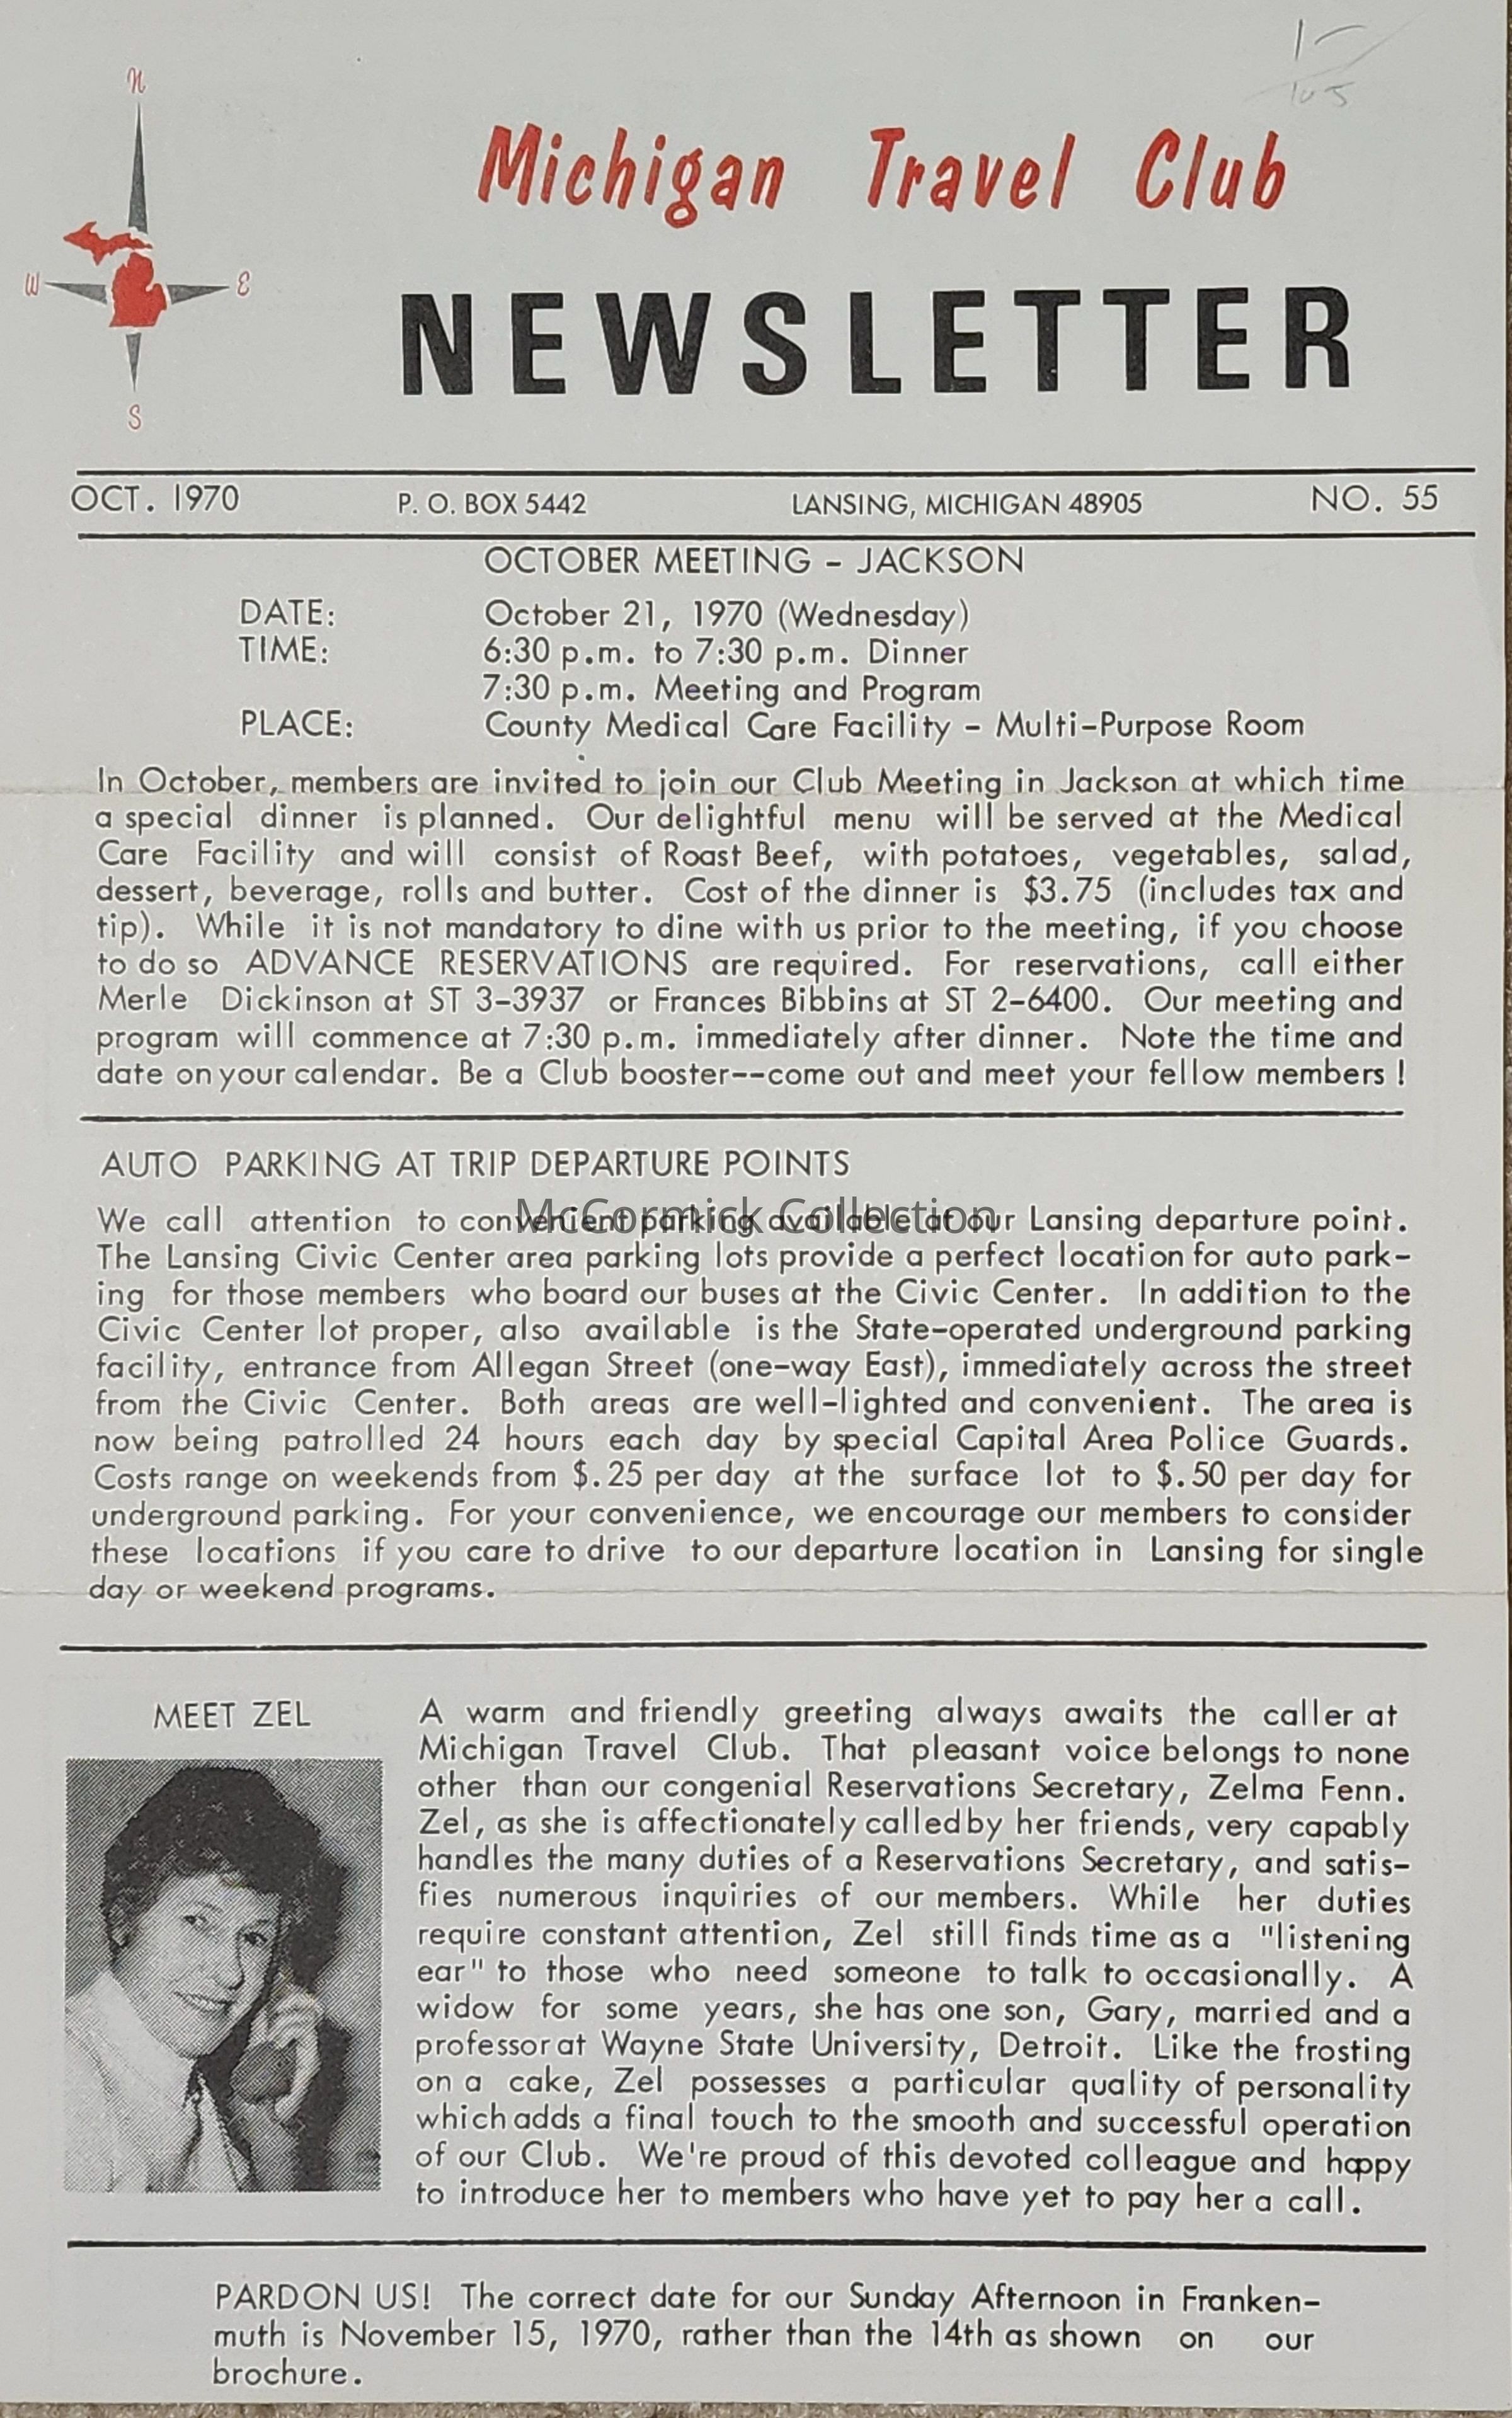 1-
105
N
Michigan Travel Club
W
E
NEWSLETTER
S
OCT. 1970 P. O. BOX 5442 LANSING, MICHIGAN 48905 NO. 55
OCTOBER MEETING - JACKSON
DATE: October 21, 1970 (Wednesday)
TIME: 6:30 p.m. to 7:30 p.m. Dinner
7:30 p.m. Meeting and Program
PLACE: County Medical Care Facility - Multi-Purpose Room
In October, members are invited to join our Club Meeting in Jackson at which time
a special dinner is planned. Our delightful menu will be served at the Medical
Care Facility and will consist of Roast Beef, with potatoes, vegetables, salad,
dessert, beverage, rolls and butter. Cost of the dinner is $3.75 (includes tax and
tip). While it is not mandatory to dine with us prior to the meeting, if you choose
to do so ADVANCE RESERVATIONS are required. For reservations, call either
Merle Dickinson at ST 3-3937 or Frances Bibbins at ST 2-6400. Our meeting and
program will commence at 7:30 p.m. immediately after dinner. Note the time and
date on your calendar. Be a Club booster--come out and meet your fellow members !
AUTO PARKING AT TRIP DEPARTURE POINTS
We call attention to convenient parking available at our Lansing departure point.
McCormick Collection
The Lansing Civic Center area parking lots provide a perfect location for auto park-
ing for those members who board our buses at the Civic Center. In addition to the
Civic Center lot proper, also available is the State-operated underground parking
facility, entrance from Allegan Street (one-way East), immediately across the street
from the Civic Center. Both areas are well-lighted and convenient. The area is
now being patrolled 24 hours each day by special Capital Area Police Guards.
Costs range on weekends from $.25 per day at the surface lot to $.50 per day for
underground parking. For your convenience, we encourage our members to consider
these locations if you care to drive to our departure location in Lansing for single
day or weekend programs.
MEET ZEL
A warm and friendly greeting always awaits the caller at
Michigan Travel Club. That pleasant voice belongs to none
other than our congenial Reservations Secretary, Zelma Fenn.
Zel, as she is affectionately called by her friends, very capably
handles the many duties of a Reservations Secretary, and satis-
fies numerous inquiries of our members. While her duties
require constant attention, Zel still finds time as a "listening
ear" to those who need someone to talk to occasionally. A
widow for some years, she has one son, Gary, married and a
professor at Wayne State University, Detroit. Like the frosting
on a cake, Zel possesses a particular quality of personality
which adds a final touch to the smooth and successful operation
of our Club. We're proud of this devoted colleague and happy
to introduce her to members who have yet to pay her a call.
PARDON US! The correct date for our Sunday Afternoon in Franken-
muth is November 15, 1970, rather than the 14th as shown on our
brochure.